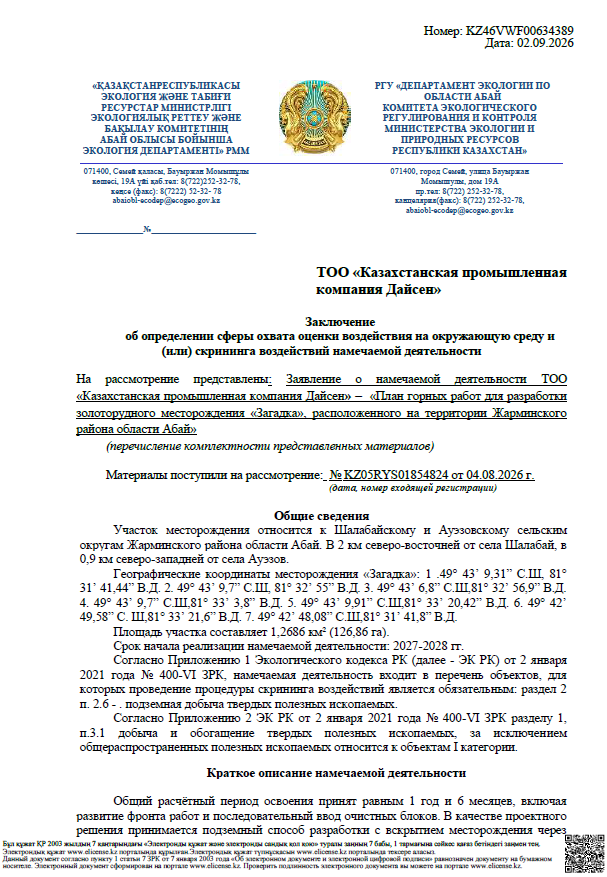 Номер: KZ46VWF00634389
Дата: 02.09.2026
«ҚАЗАҚСТАНРЕСПУБЛИКАСЫ
ЭКОЛОГИЯ ЖӘНЕ ТАБИҒИ
РЕСУРСТАР МИНИСТРЛІГІ
ЭКОЛОГИЯЛЫҚ РЕТТЕУ ЖӘНЕ
БАҚЫЛАУ КОМИТЕТІНІҢ
АБАЙ ОБЛЫСЫ БОЙЫНША
ЭКОЛОГИЯ ДЕПАРТАМЕНТІ» РММ
РГУ «ДЕПАРТАМЕНТ ЭКОЛОГИИ ПО
ОБЛАСТИ АБАЙ
КОМИТЕТА ЭКОЛОГИЧЕСКОГО
РЕГУЛИРОВАНИЯ И КОНТРОЛЯ
МИНИСТЕРСТВА ЭКОЛОГИИ И
ПРИРОДНЫХ РЕСУРСОВ
РЕСПУБЛИКИ КАЗАХСТАН»
071400, Семей қаласы, Бауыржан Момышұлы
көшесі, 19А үйі қаб.тел: 8(722)252-32-78,
кеңсе (факс): 8(7222) 52-32- 78
abaiobl-ecodep@ecogeo.gov.kz
071400, город Семей, улица Бауыржан
Момышулы, дом 19А
пр.тел: 8(722) 252-32-78,
канцелярия(факс): 8(722) 252-32-78,
abaiobl-ecodep@ecogeo.gov.kz
№
ТОО «Казахстанская промышленная
компания Дайсен»
Заключение
об определении сферы охвата оценки воздействия на окружающую среду и
(или) скрининга воздействий намечаемой деятельности
На рассмотрение представлены: Заявление о намечаемой деятельности ТОО
«Казахстанская промышленная компания Дайсен» – «План горных работ для разработки
золоторудного месторождения «Загадка», расположенного на территории Жарминского
района области Абай»
(перечисление комплектности представленных материалов)
Материалы поступили на рассмотрение: № KZ05RYS01854824 от 04.08.2026 г.
(дата, номер входящей регистрации)
Общие сведения
Участок месторождения относится к Шалабайскому и Ауэзовскому сельским
округам Жарминского района области Абай. В 2 км северо-восточней от села Шалабай, в
0,9 км северо-западней от села Ауэзов.
Географические координаты месторождения «Загадка»: 1 .49° 43’ 9,31” С.Ш, 81°
31’ 41,44” В.Д. 2. 49° 43’ 9,7” С.Ш, 81° 32’ 55” В.Д. 3. 49° 43’ 6,8” С.Ш,81° 32’ 56,9” В.Д.
4. 49° 43’ 9,7” С.Ш,81° 33’ 3,8” В.Д. 5. 49° 43’ 9,91” С.Ш,81° 33’ 20,42” В.Д. 6. 49° 42’
49,58” С. Ш,81° 33’ 21,6” В.Д. 7. 49° 42’ 48,08” С.Ш,81° 31’ 41,8” В.Д.
Площадь участка составляет 1,2686 км² (126,86 га).
Срок начала реализации намечаемой деятельности: 2027-2028 гг.
Согласно Приложению 1 Экологического кодекса РК (далее - ЭК РК) от 2 января
2021 года № 400-VI ЗРК, намечаемая деятельность входит в перечень объектов, для
которых проведение процедуры скрининга воздействий является обязательным: раздел 2
п. 2.6 - . подземная добыча твердых полезных ископаемых.
Согласно Приложению 2 ЭК РК от 2 января 2021 года № 400-VI ЗРК разделу 1,
п.3.1 добыча и обогащение твердых полезных ископаемых, за исключением
общераспространенных полезных ископаемых относится к объектам I категории.
Краткое описание намечаемой деятельности
Общий расчётный период освоения принят равным 1 год и 6 месяцев, включая
развитие фронта работ и последовательный ввод очистных блоков. В качестве проектного
решения принимается подземный способ разработки с вскрытием месторождения через
Бұл құжат ҚР 2003 жылдың 7 қаңтарындағы «Электронды құжат және электронды сандық қол қою» туралы заңның 7 бабы, 1 тармағына сәйкес қағаз бетіндегі заңмен тең.
Электрондық құжат www.elicense.kz порталында құрылған.Электрондық құжат түпнұсқасын www.elicense.kz порталында тексере аласыз.
Данный документ согласно пункту 1 статьи 7 ЗРК от 7 января 2003 года «Об электронном документе и электронной цифровой подписи» равнозначен документу на бумажном
носителе. Электронный документ сформирован на портале www.elicense.kz. Проверить подлинность электронного документа вы можете на портале www.elicense.kz.